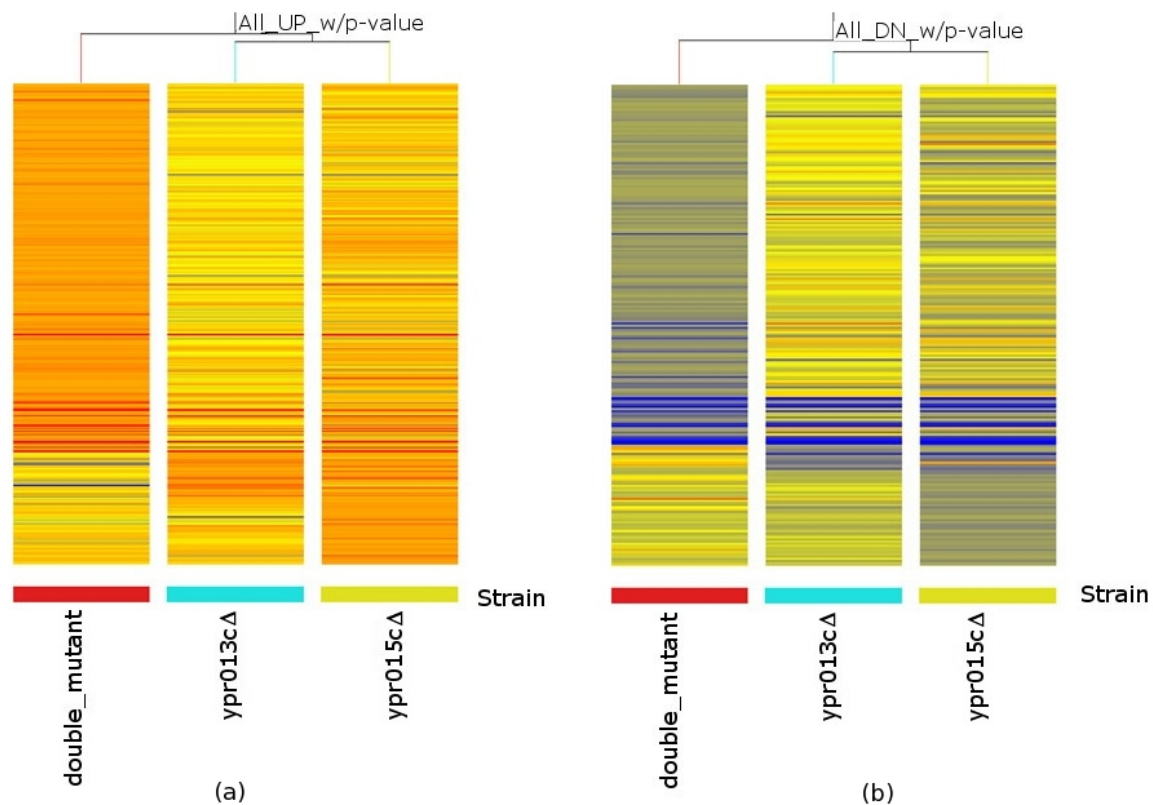 All_UP_w/p-value
Strain
double_mutant
ypr013cΔ
ypr015cΔ
(a)
All_DN_w/p-value
Strain
double_mutant
ypr013cΔ
ypr015cΔ
(b)